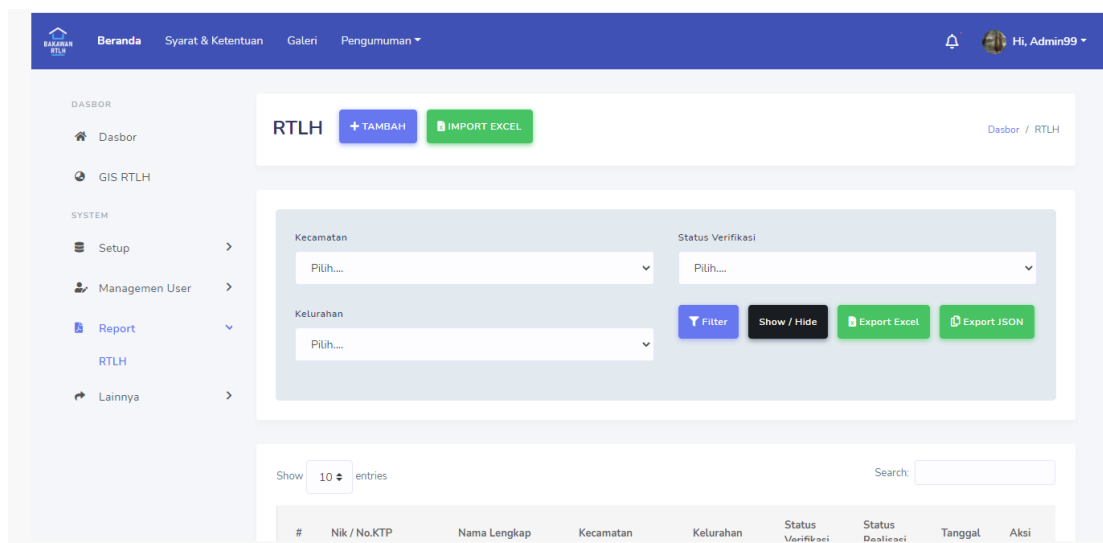 BAKAWAN
RTLH
Beranda Syarat & Ketentuan Galeri Pengumuman
Hi, Admin99
DASBOR
Dasbor
GIS RTLH
SYSTEM
Setup
Managemen User
Report
RTLH
Lainnya
RTLH + TAMBAH IMPORT EXCEL
Dasbor / RTLH
Kecamatan
Pilih....
Status Verifikasi
Pilih....
Kelurahan
Pilih....
Filter Show / Hide Export Excel Export JSON
Show 10 entries
Search:
# Nik / No.KTP Nama Lengkap Kecamatan Kelurahan Status Verifikasi Status Realisasi Tanggal Aksi